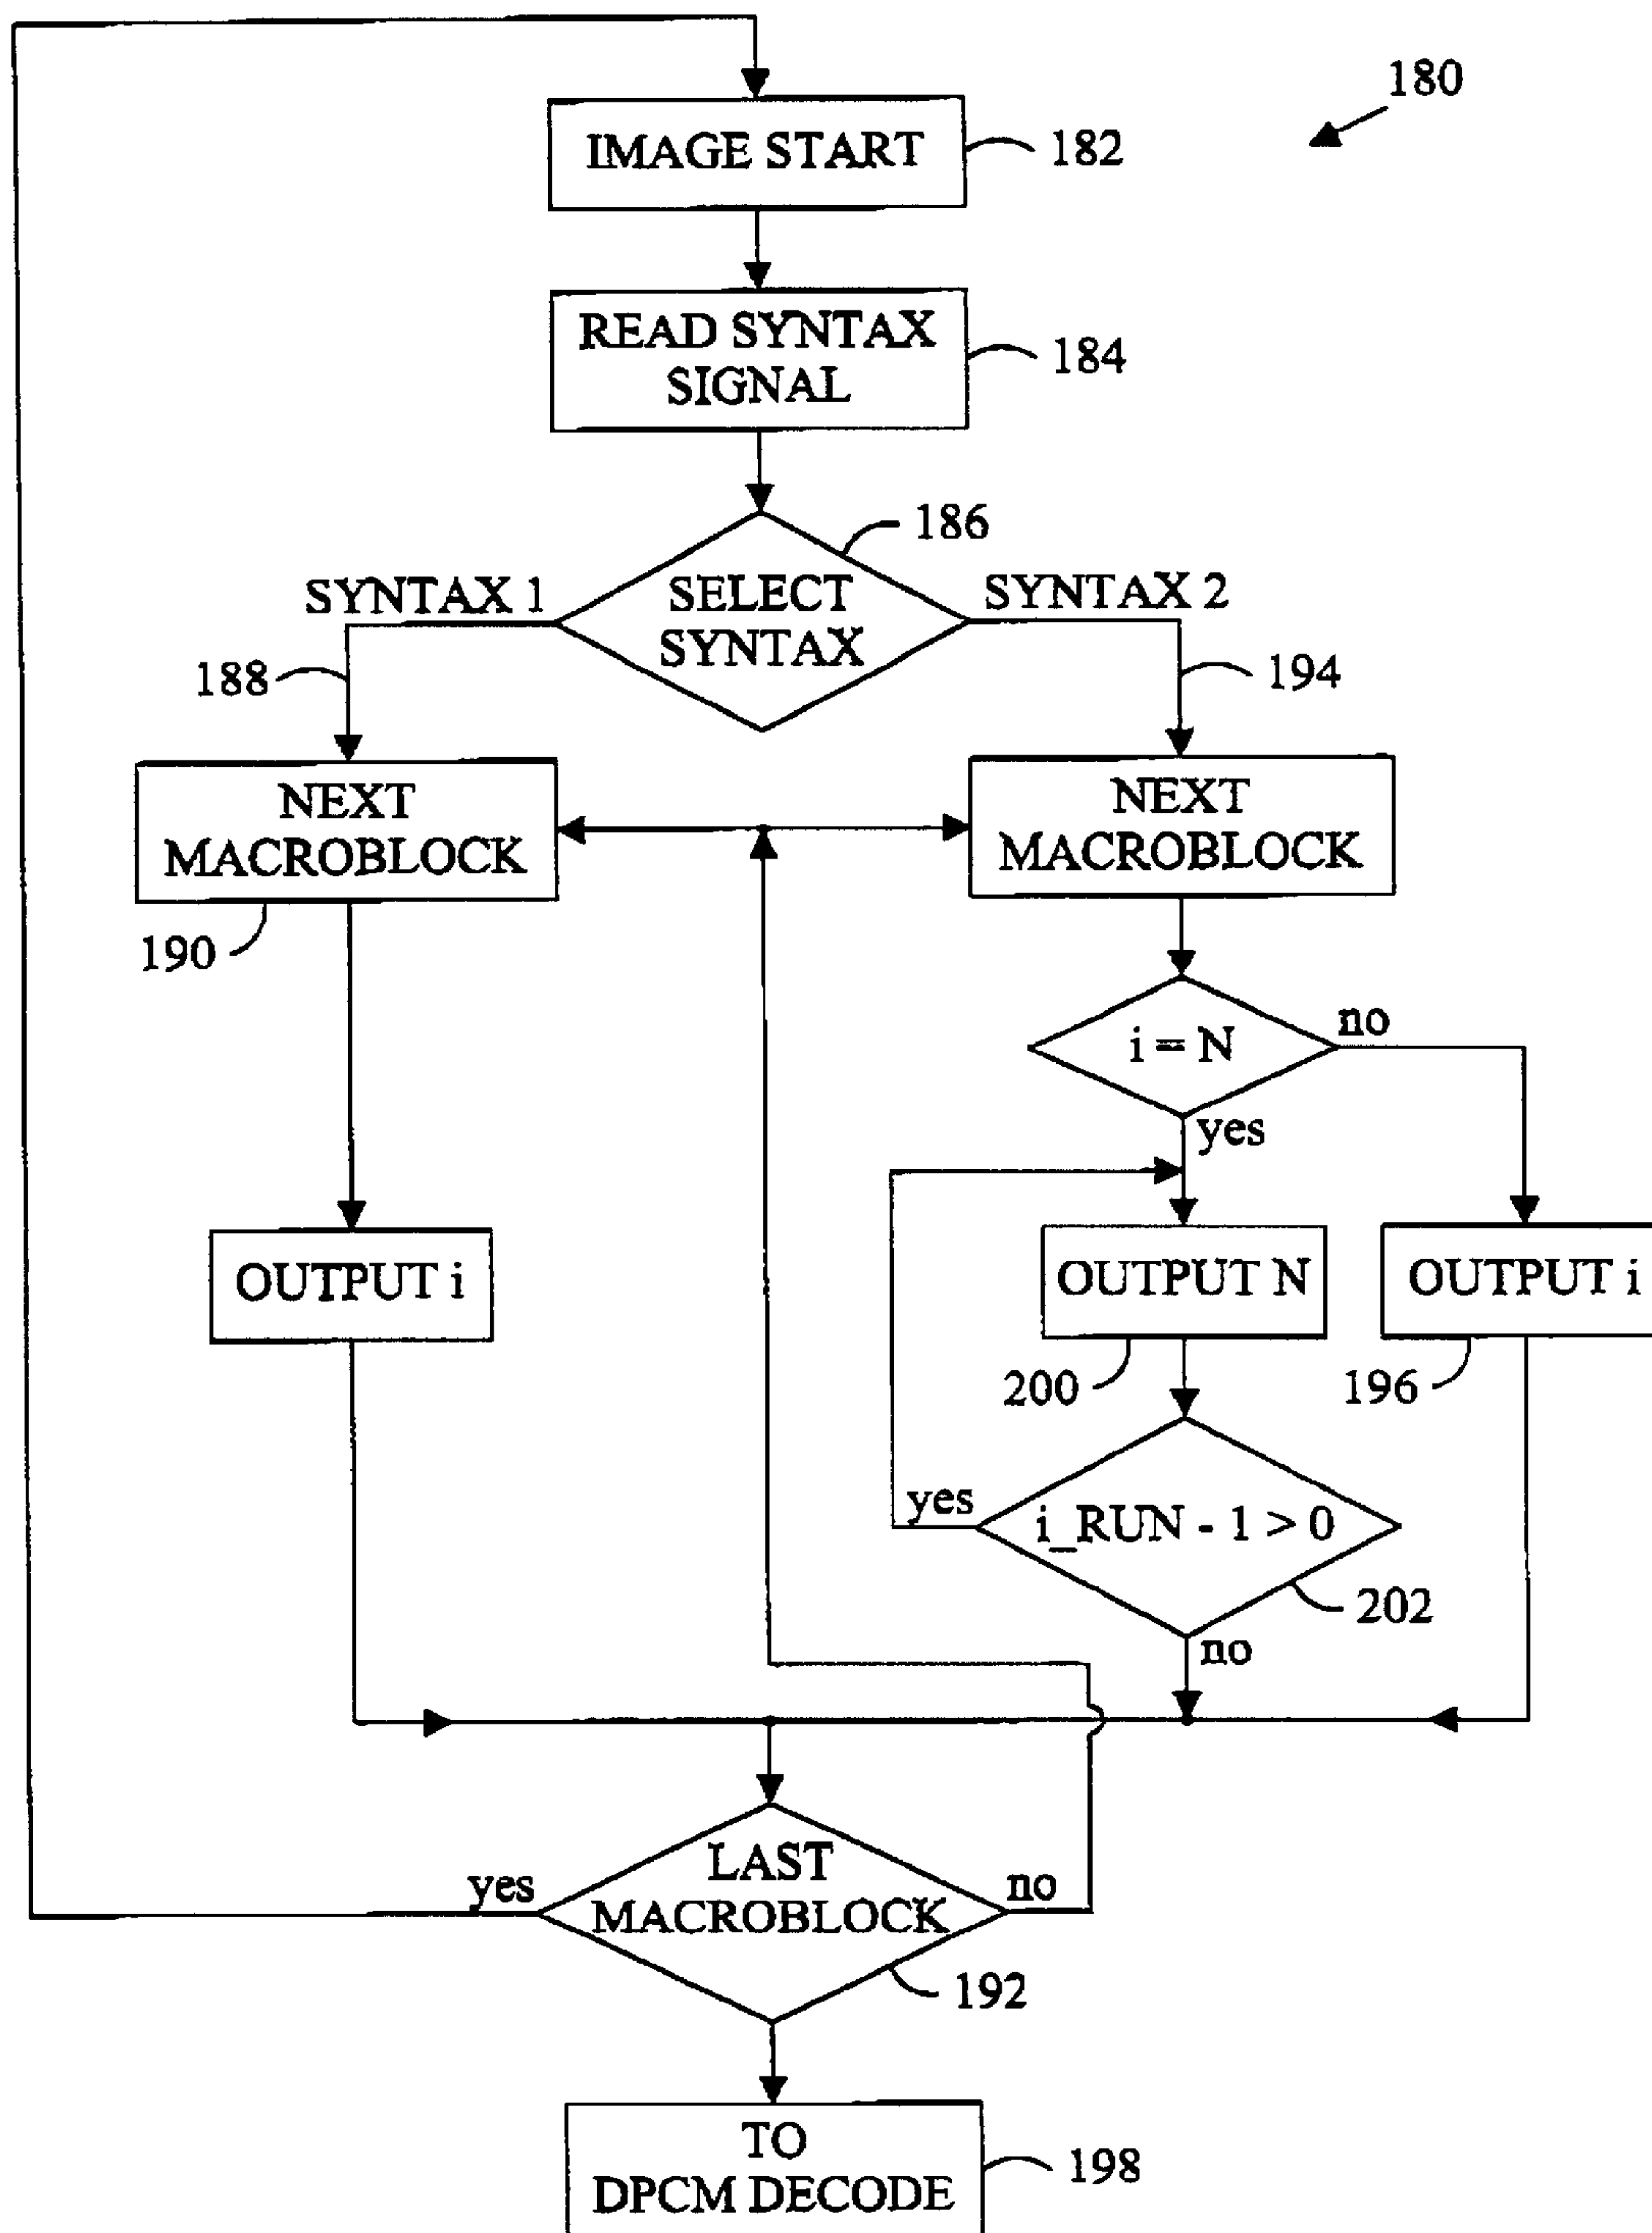 180
IMAGE START
182
READ SYNTAX
SIGNAL
184
186
SYNTAX 1
SELECT
SYNTAX
SYNTAX 2
188
194
NEXT
MACROBLOCK
190
NEXT
MACROBLOCK
i = N
no
yes
OUTPUT i
OUTPUT N
OUTPUT i
200
196
yes
i_RUN - 1 > 0
202
no
yes
LAST
MACROBLOCK
no
192
TO
DPCM DECODE
198